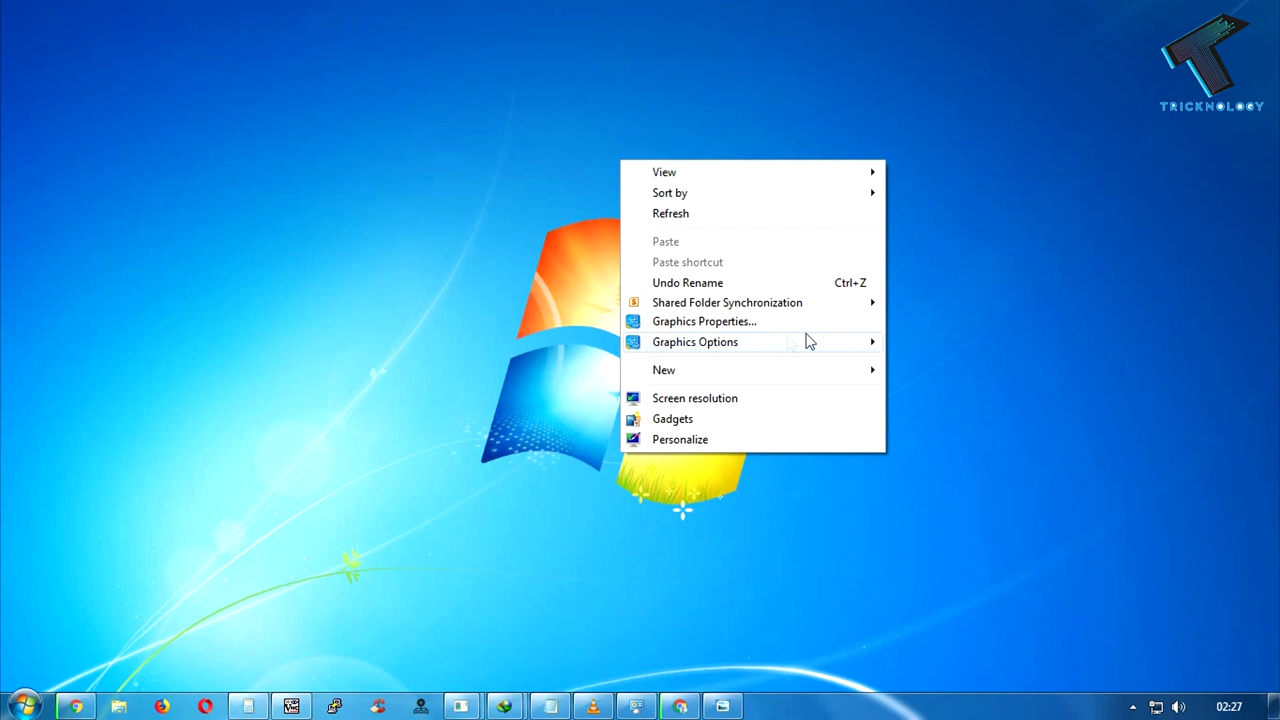 TRICKNOLOGY
View
Sort by
Refresh
Paste
Paste shortcut
Undo Rename Ctrl+Z
Shared Folder Synchronization
Graphics Properties...
Graphics Options
New
Screen resolution
Gadgets
Personalize
02:27